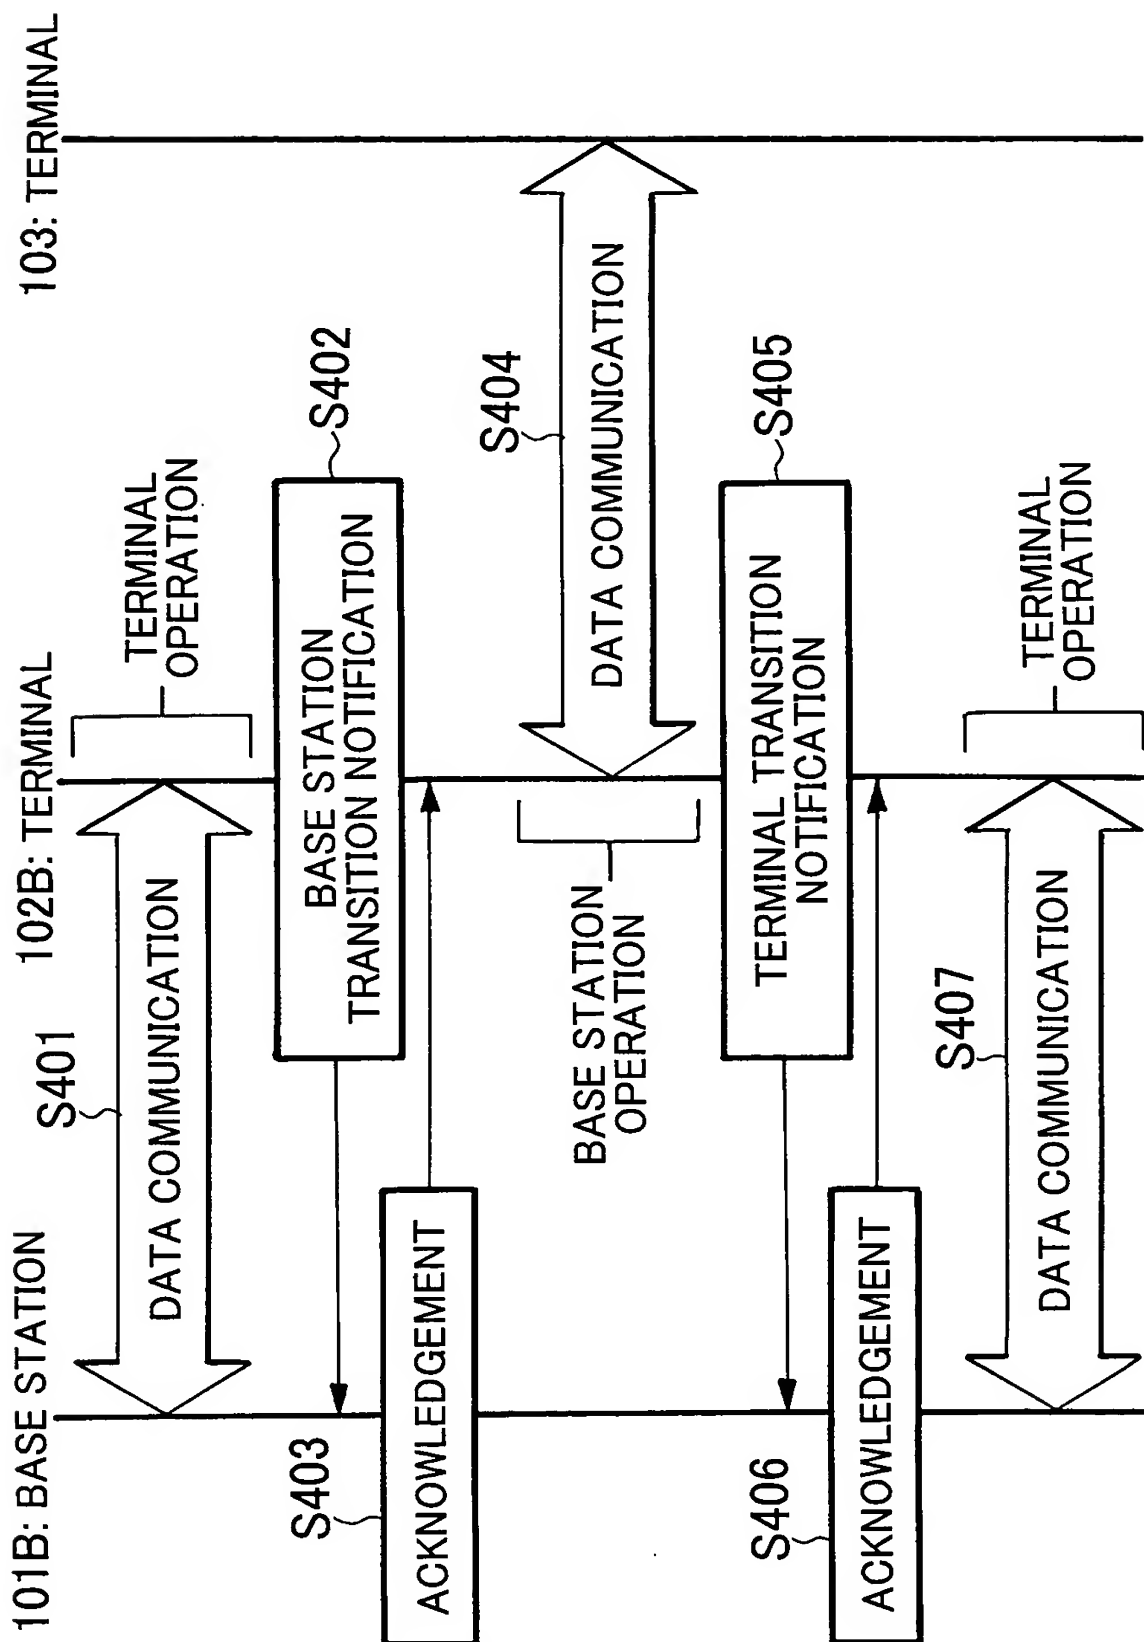 101B: BASE STATION
102B: TERMINAL
103: TERMINAL
S401
DATA COMMUNICATION
TERMINAL
OPERATION
BASE STATION
TRANSITION NOTIFICATION
S402
S403
ACKNOWLEDGEMENT
S404
DATA COMMUNICATION
BASE STATION
OPERATION
TERMINAL TRANSITION
NOTIFICATION
S405
S406
ACKNOWLEDGEMENT
S407
DATA COMMUNICATION
TERMINAL
OPERATION